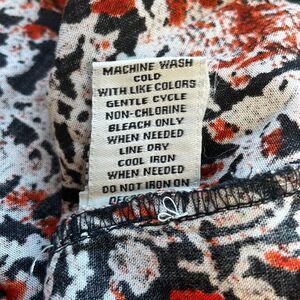 MACHINE WASH
COLD
WITH LIKE COLORS
GENTLE CYCLE
NON-CHLORINE
BLEACH ONLY
WHEN NEEDED
LINE DRY
COOL IRON
WHEN NEEDED
DO NOT IRON ON